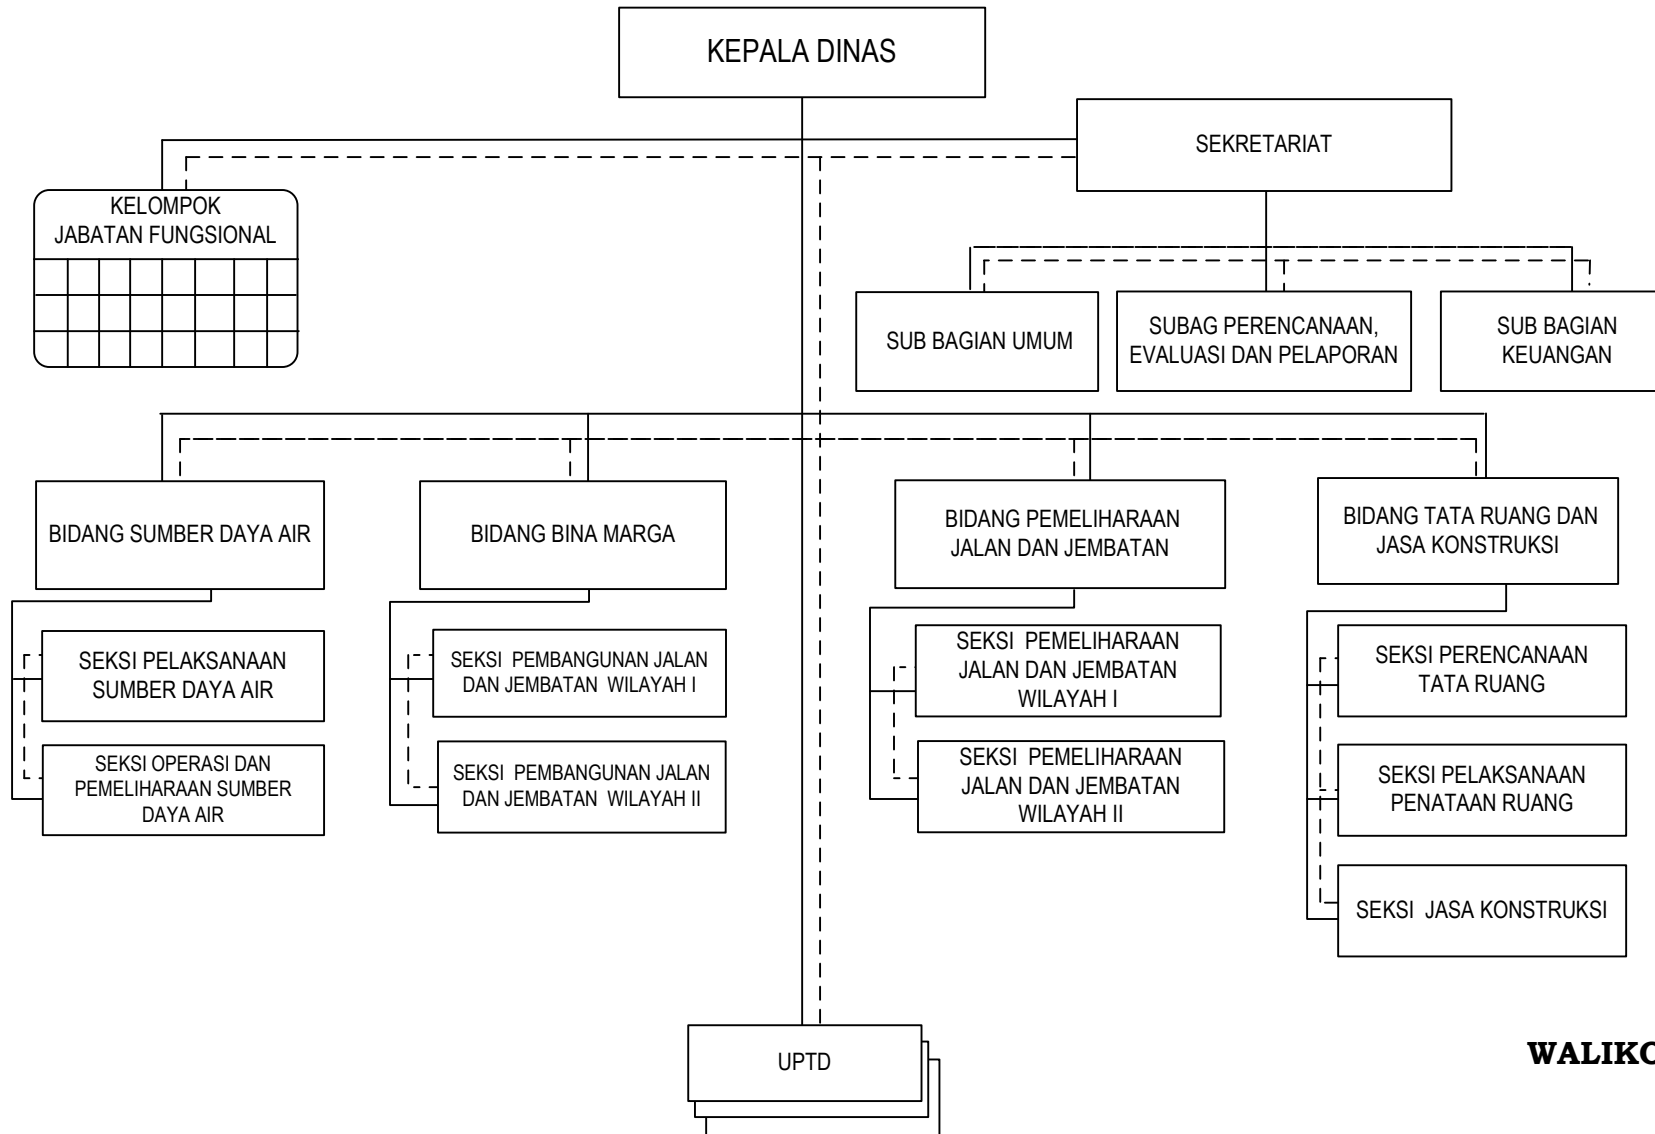 KEPALA DINAS
SEKRETARIAT
KELOMPOK
JABATAN FUNGSIONAL
SUB BAGIAN UMUM
SUBAG PERENCANAAN,
EVALUASI DAN PELAPORAN
SUB BAGIAN
KEUANGAN
BIDANG SUMBER DAYA AIR
BIDANG BINA MARGA
BIDANG PEMELIHARAAN
JALAN DAN JEMBATAN
BIDANG TATA RUANG DAN
JASA KONSTRUKSI
SEKSI PELAKSANAAN
SUMBER DAYA AIR
SEKSI PEMBANGUNAN JALAN
DAN JEMBATAN WILAYAH I
SEKSI PEMELIHARAAN
JALAN DAN JEMBATAN
WILAYAH I
SEKSI PERENCANAAN
TATA RUANG
SEKSI OPERASI DAN
PEMELIHARAAN SUMBER
DAYA AIR
SEKSI PEMBANGUNAN JALAN
DAN JEMBATAN WILAYAH II
SEKSI PEMELIHARAAN
JALAN DAN JEMBATAN
WILAYAH II
SEKSI PELAKSANAAN
PENATAAN RUANG
SEKSI JASA KONSTRUKSI
UPTD